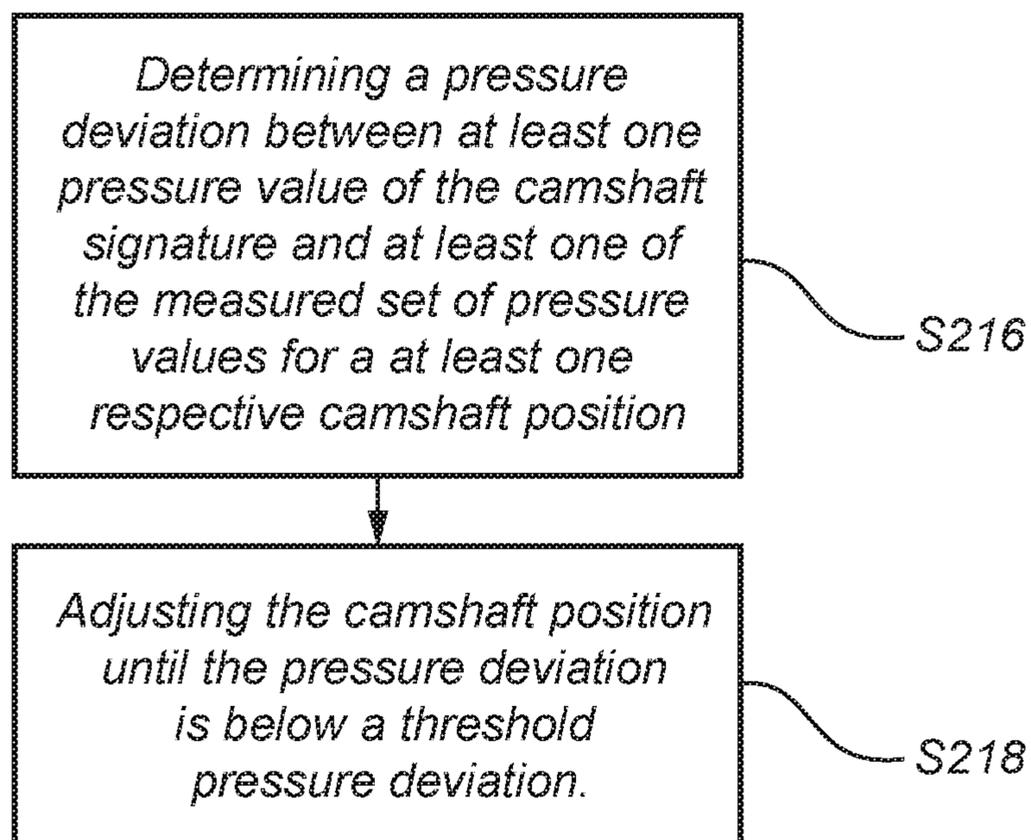 Determining a pressure
deviation between at least one
pressure value of the camshaft
signature and at least one of
the measured set of pressure
values for a at least one
respective camshaft position
S216
Adjusting the camshaft position
until the pressure deviation
is below a threshold
pressure deviation.
S218